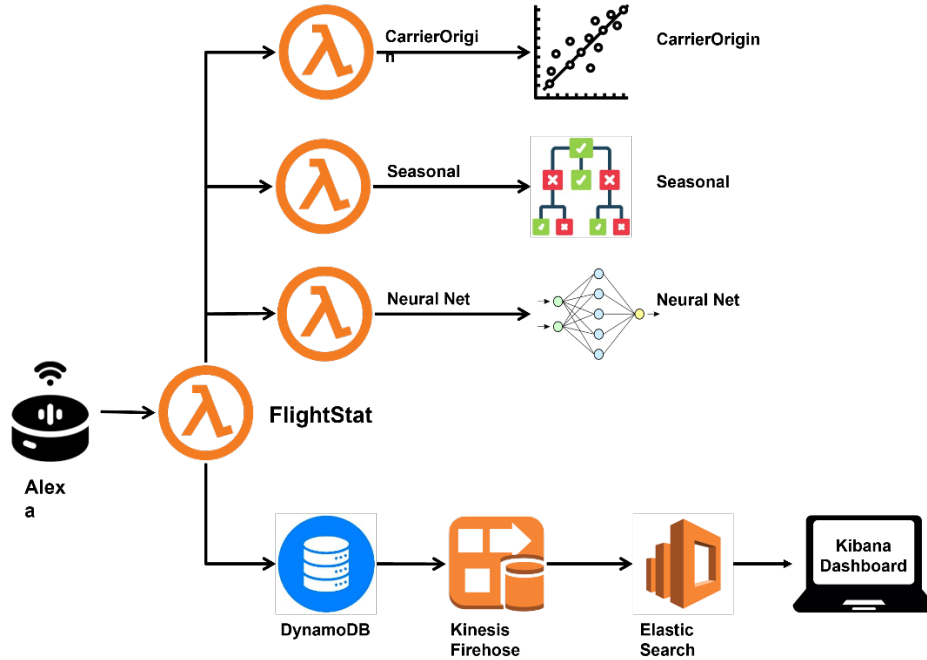 CarrierOrigi
n
CarrierOrigin
Seasonal
Seasonal
Neural Net
Neural Net
FlightStat
Alex
a
Kibana
Dashboard
DynamoDB
Kinesis
Firehose
Elastic
Search